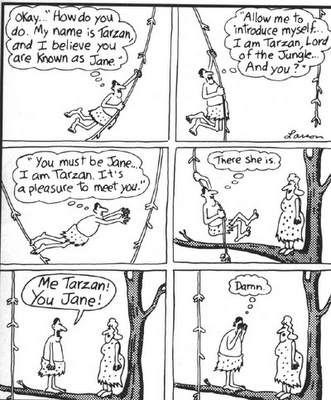 Okay... "How do you
do. My name is Tarzan,
and I believe you
are known as Jane."
"Allow me to
introduce myself...
I am Tarzan, Lord
of the Jungle...
And you?"
Larson
"You must be Jane...
I am Tarzan. It's
a pleasure to meet you."
There she is.
Me Tarzan!
You Jane!
Damn.